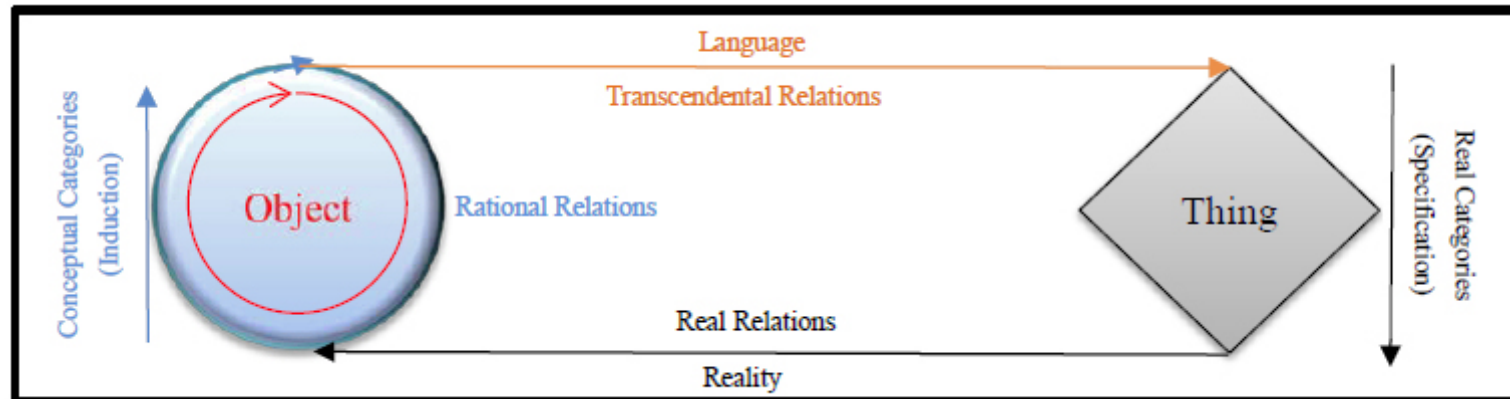 Language
Transcendental Relations
Conceptual Categories
(Induction)
Object
Rational Relations
Thing
Real Categories
(Specification)
Real Relations
Reality